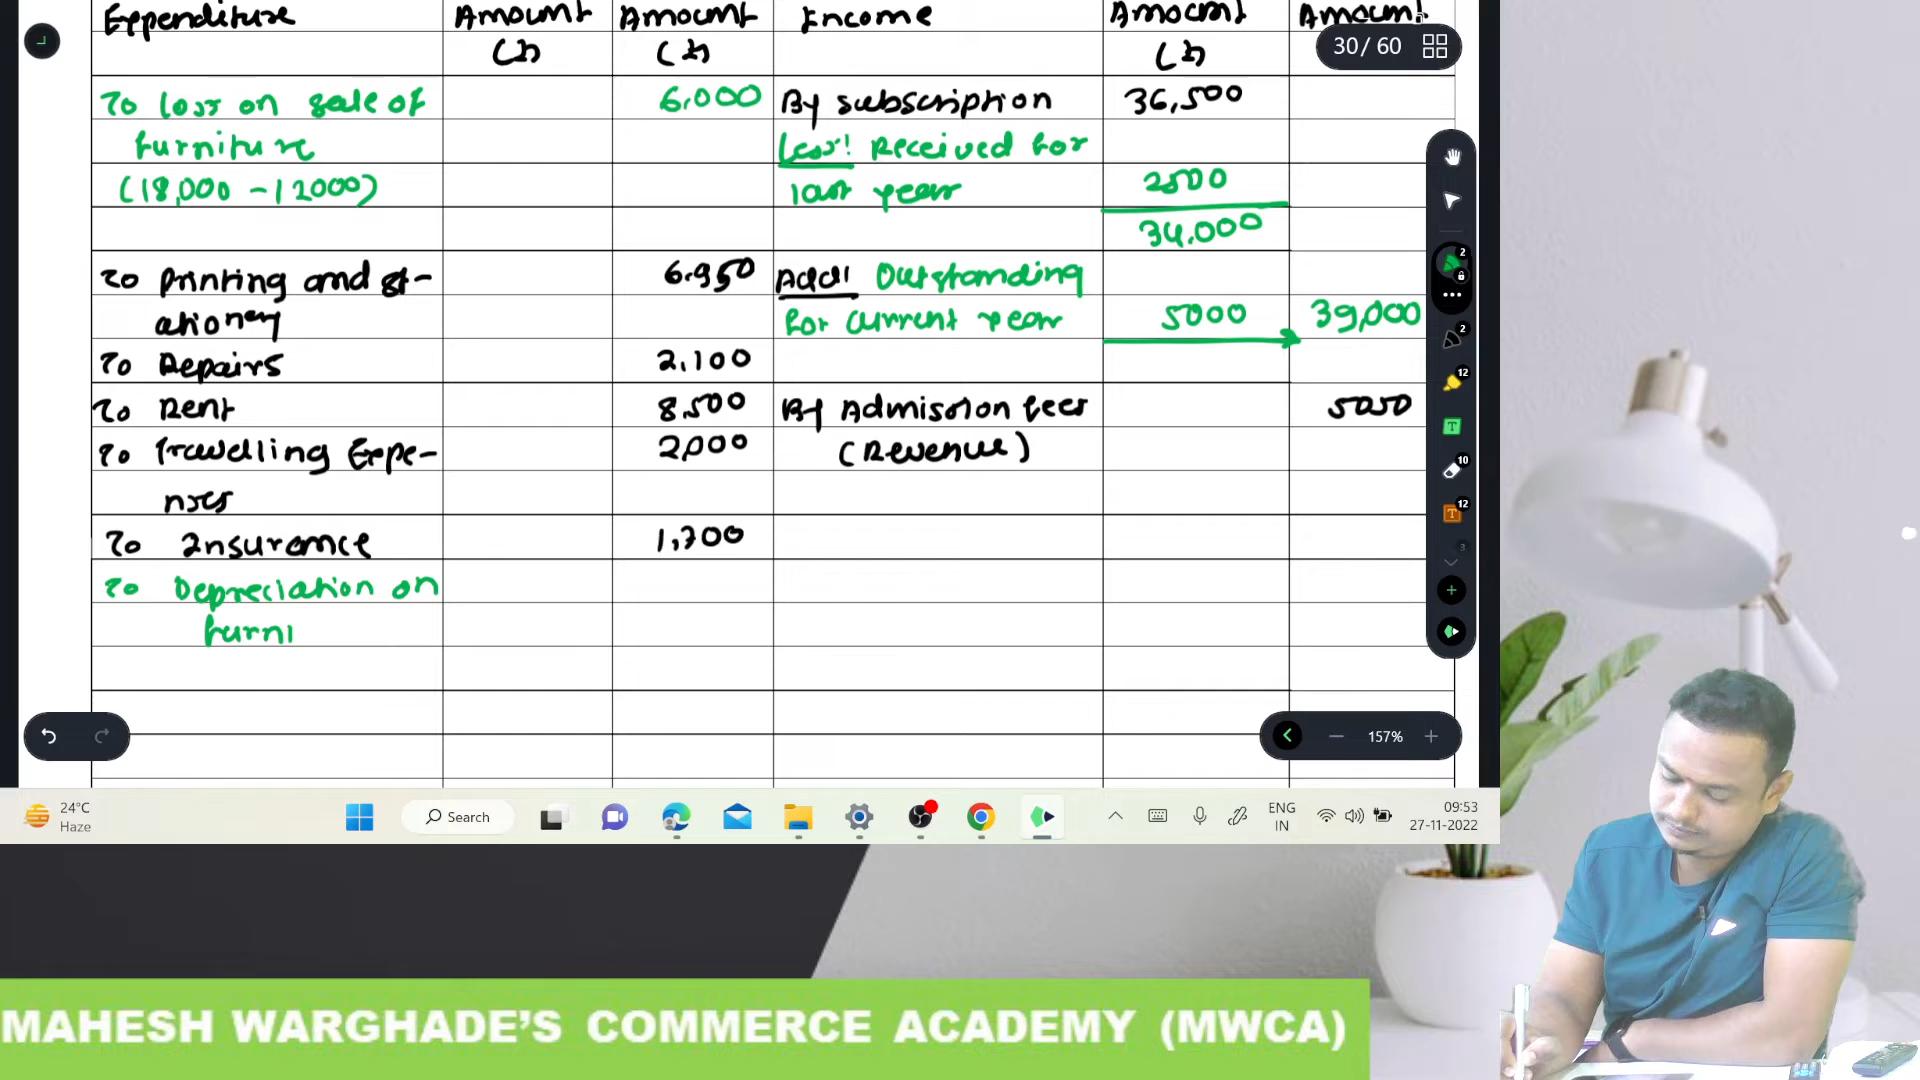 Expenditure Amount Amount Income Amount Amount
(₹) (₹) (₹)
30/ 60
To loss on sale of 6,000 By subscription 36,500
furniture Less! Received for
(18,000 - 12000) last year 2500
34,000
To Printing and st- 6,950 Add! Outstanding
ationery for current year 5000 39,000
To Repairs 2,100
To Rent 8,500 By Admission fees 5050
To Travelling Expe- 2,000 (Revenue)
nses
To Insurance 1,700
To Depreciation on
furni
157%
24°C
Haze
Search
ENG
IN
09:53
27-11-2022
MAHESH WARGHADE'S COMMERCE ACADEMY (MWCA)